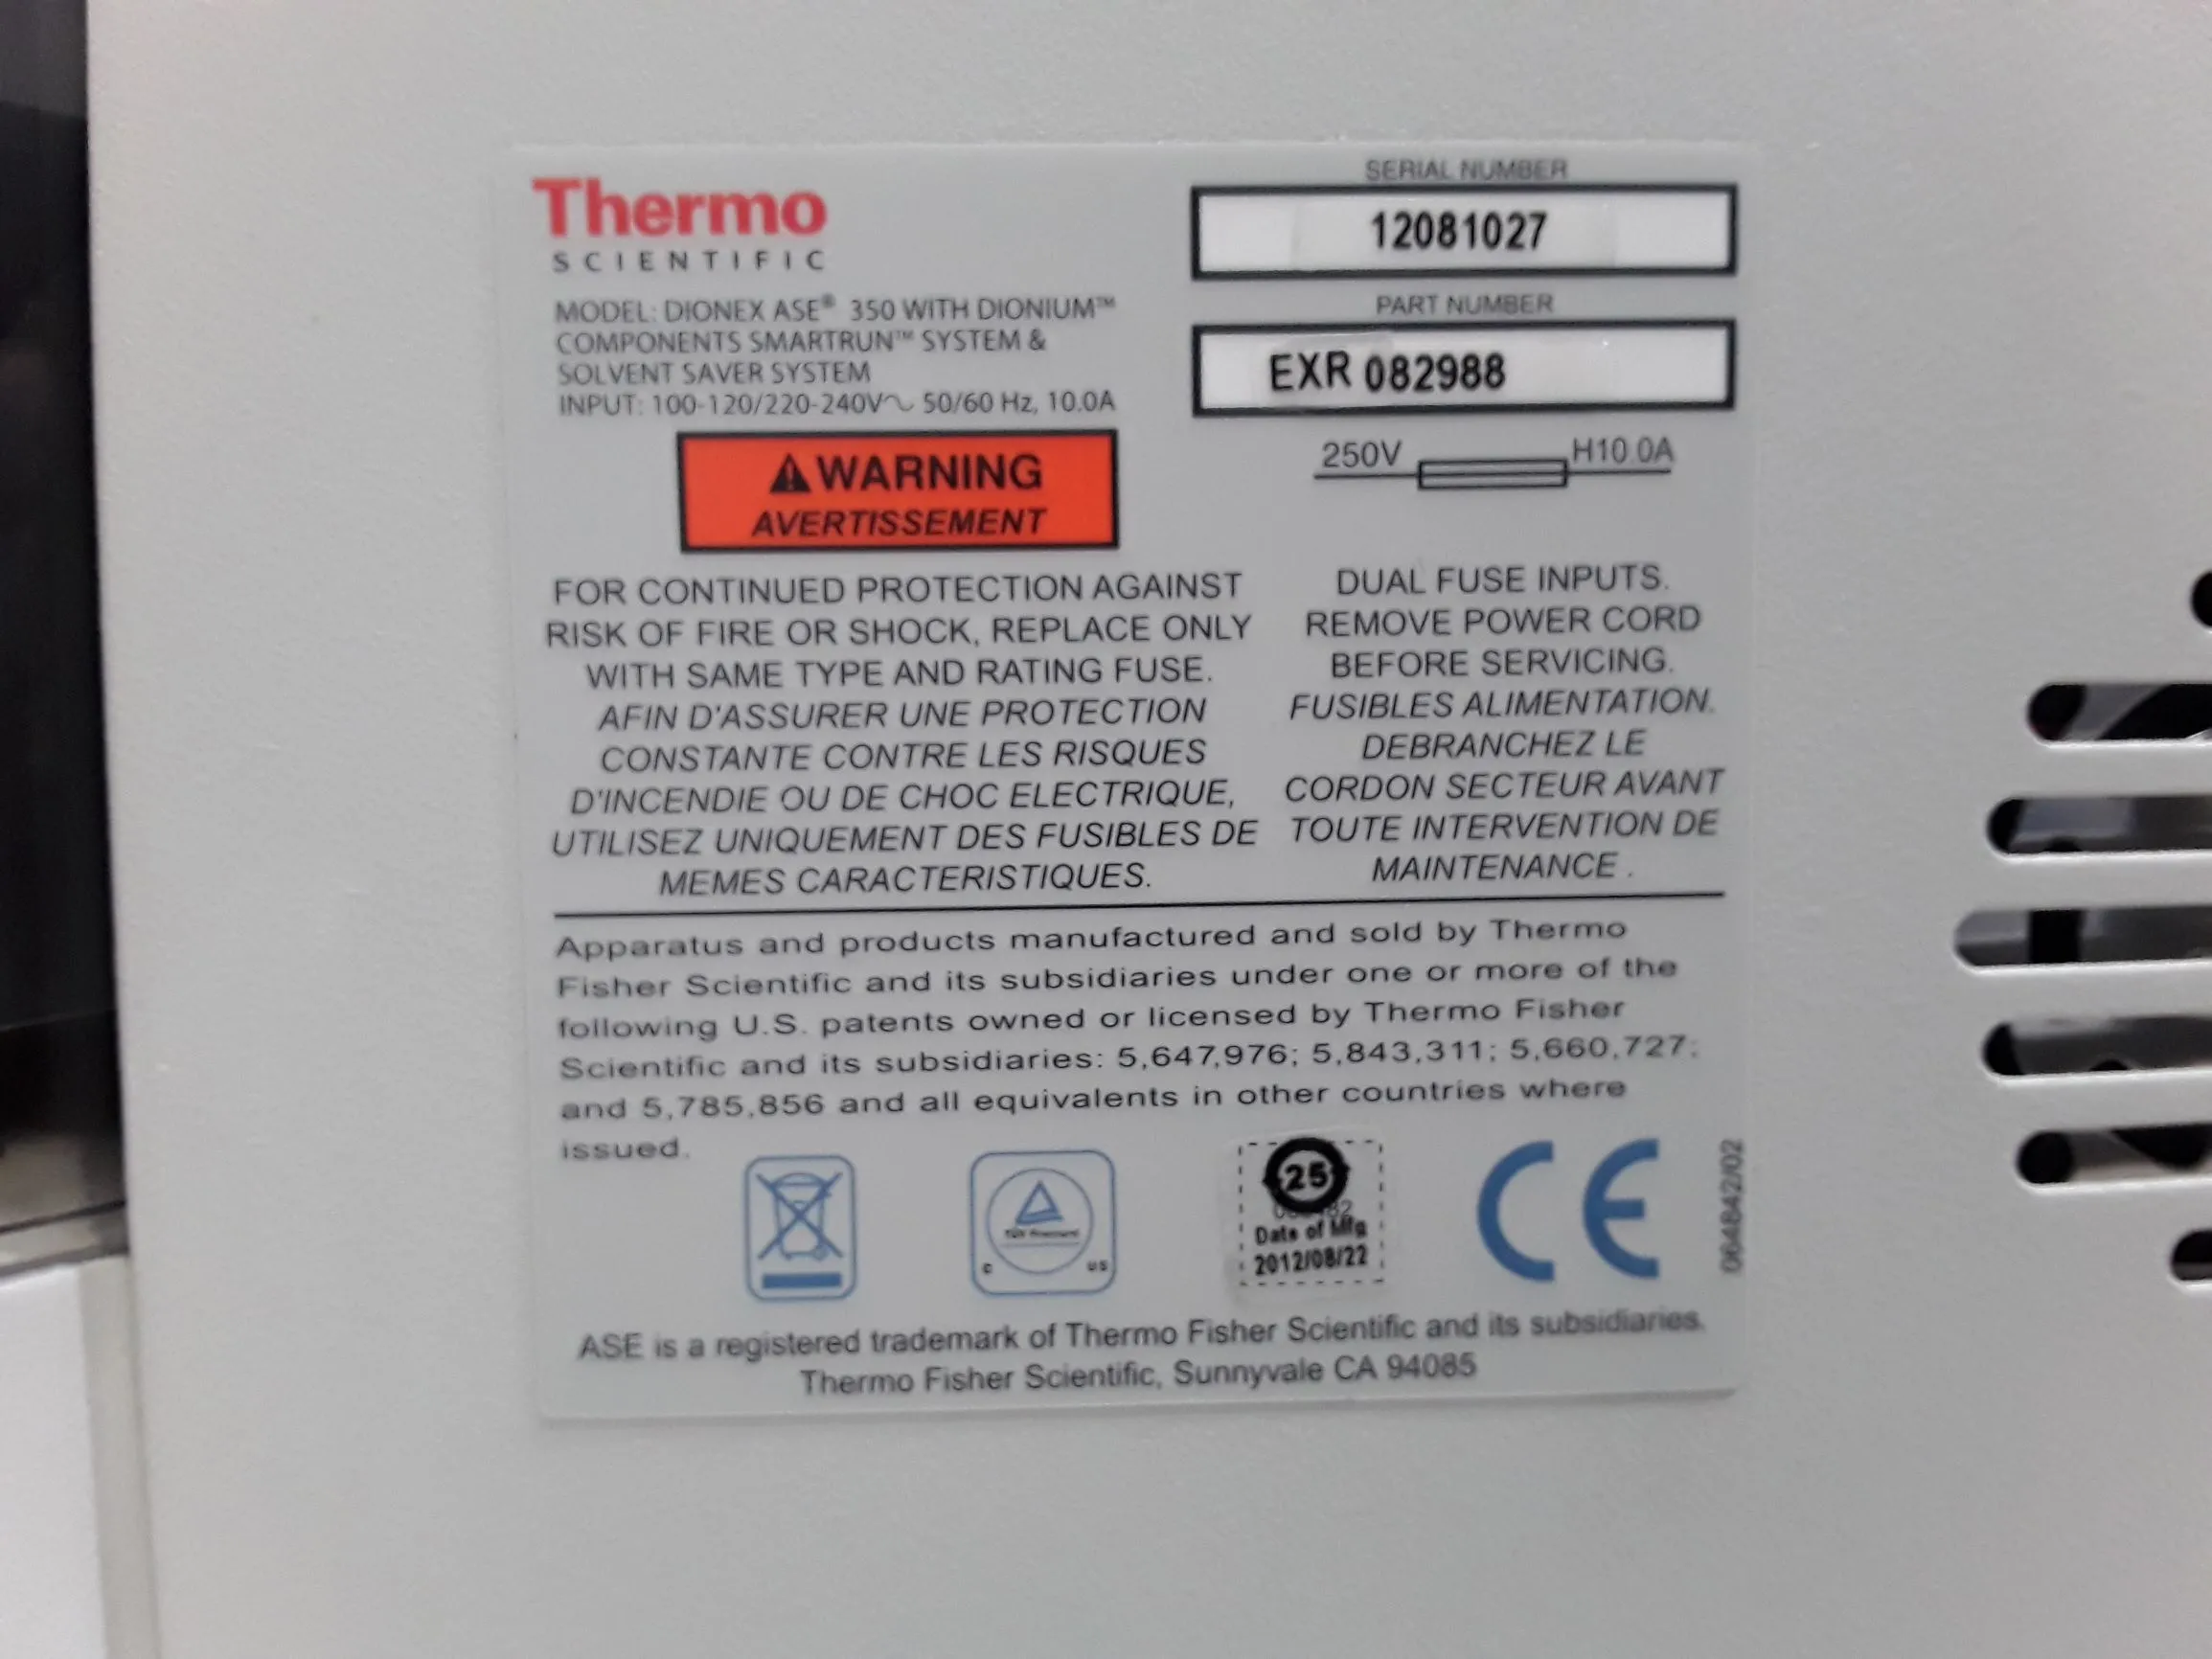 Thermo
SCIENTIFIC
MODEL: DIONEX ASE® 350 WITH DIONIUM™
COMPONENTS SMARTRUN™ SYSTEM &
SOLVENT SAVER SYSTEM
INPUT: 100-120/220-240V~ 50/60 Hz, 10.0A
SERIAL NUMBER
12081027
PART NUMBER
EXR 082988
250V H10.0A
WARNING
AVERTISSEMENT
FOR CONTINUED PROTECTION AGAINST
RISK OF FIRE OR SHOCK, REPLACE ONLY
WITH SAME TYPE AND RATING FUSE.
AFIN D'ASSURER UNE PROTECTION
CONSTANTE CONTRE LES RISQUES
D'INCENDIE OU DE CHOC ELECTRIQUE,
UTILISEZ UNIQUEMENT DES FUSIBLES DE
MEMES CARACTERISTIQUES.
DUAL FUSE INPUTS.
REMOVE POWER CORD
BEFORE SERVICING.
FUSIBLES ALIMENTATION.
DEBRANCHEZ LE
CORDON SECTEUR AVANT
TOUTE INTERVENTION DE
MAINTENANCE .
Apparatus and products manufactured and sold by Thermo
Fisher Scientific and its subsidiaries under one or more of the
following U.S. patents owned or licensed by Thermo Fisher
Scientific and its subsidiaries: 5,647,976; 5,843,311; 5,660,727;
and 5,785,856 and all equivalents in other countries where
issued.
C US
25
Date of Mfg
2012/08/22
CE
064842/02
ASE is a registered trademark of Thermo Fisher Scientific and its subsidiaries.
Thermo Fisher Scientific, Sunnyvale CA 94085